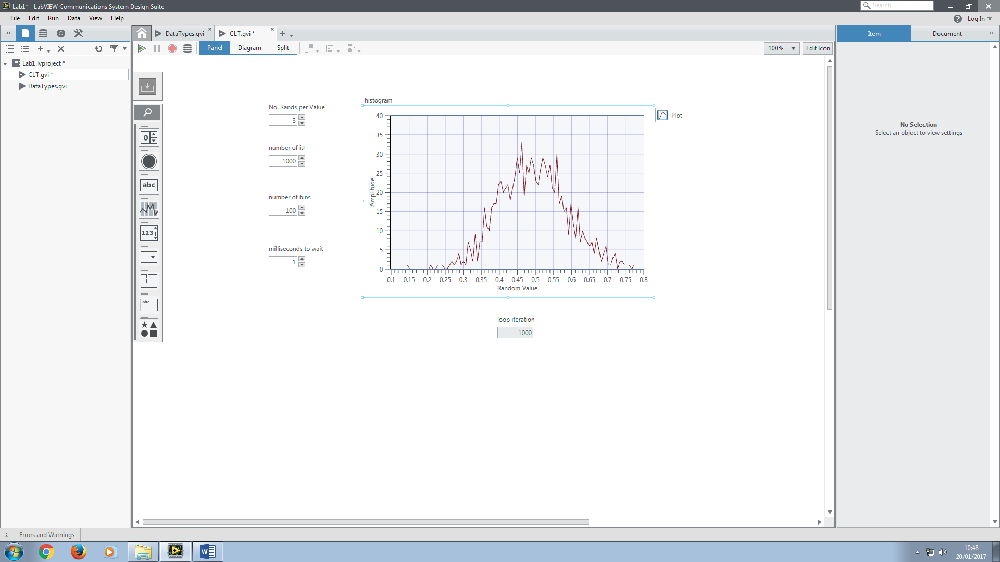 Lab1* - LabVIEW Communications System Design Suite
Search
File Edit Run Data View Help
Log In
DataTypes.gvi
CLT.gvi *
Panel Diagram Split
100%
Edit Icon
Item
Document
Lab1.lvproject *
CLT.gvi *
DataTypes.gvi
0
abc
123
abc
No. Rands per Value
3
number of itr
1000
number of bins
100
milliseconds to wait
1
histogram
Plot
40
35
30
25
20
15
10
5
0
Amplitude
0.1 0.15 0.2 0.25 0.3 0.35 0.4 0.45 0.5 0.55 0.6 0.65 0.7 0.75 0.8
Random Value
loop iteration
1000
No Selection
Select an object to view settings
Errors and Warnings
W
10:48
20/01/2017